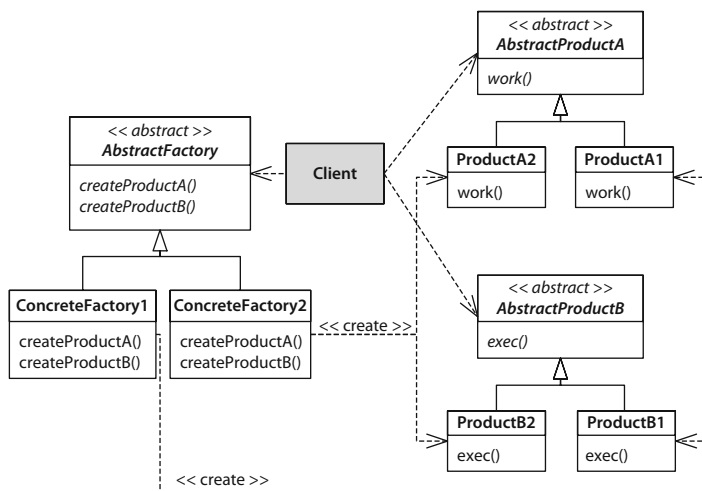 << abstract >>
AbstractProductA
work()
<< abstract >>
AbstractFactory
createProductA()
createProductB()
Client
ProductA2
work()
ProductA1
work()
ConcreteFactory1
createProductA()
createProductB()
ConcreteFactory2
createProductA()
createProductB()
<< create >>
<< abstract >>
AbstractProductB
exec()
ProductB2
exec()
ProductB1
exec()
<< create >>